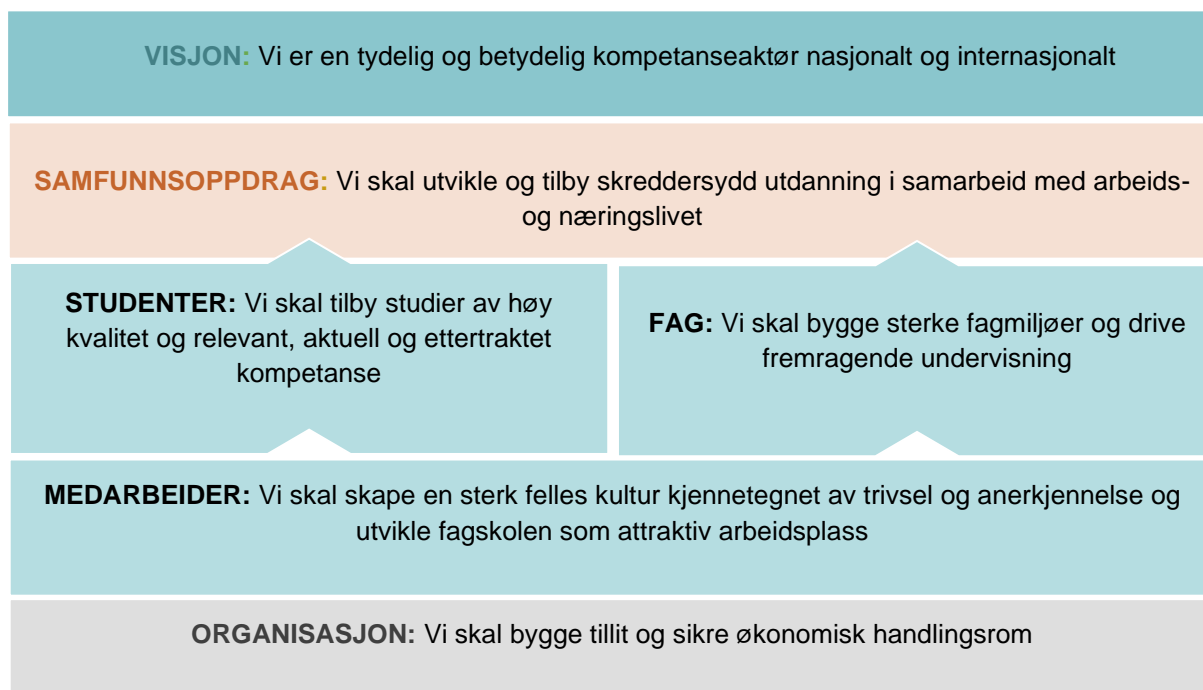 VISJON: Vi er en tydelig og betydelig kompetanseaktør nasjonalt og internasjonalt
SAMFUNNSOPPDRAG: Vi skal utvikle og tilby skreddersydd utdanning i samarbeid med arbeids-
og næringslivet
STUDENTER: Vi skal tilby studier av høy
kvalitet og relevant, aktuell og ettertraktet
kompetanse
FAG: Vi skal bygge sterke fagmiljøer og drive
fremragende undervisning
MEDARBEIDER: Vi skal skape en sterk felles kultur kjennetegnet av trivsel og anerkjennelse og
utvikle fagskolen som attraktiv arbeidsplass
ORGANISASJON: Vi skal bygge tillit og sikre økonomisk handlingsrom